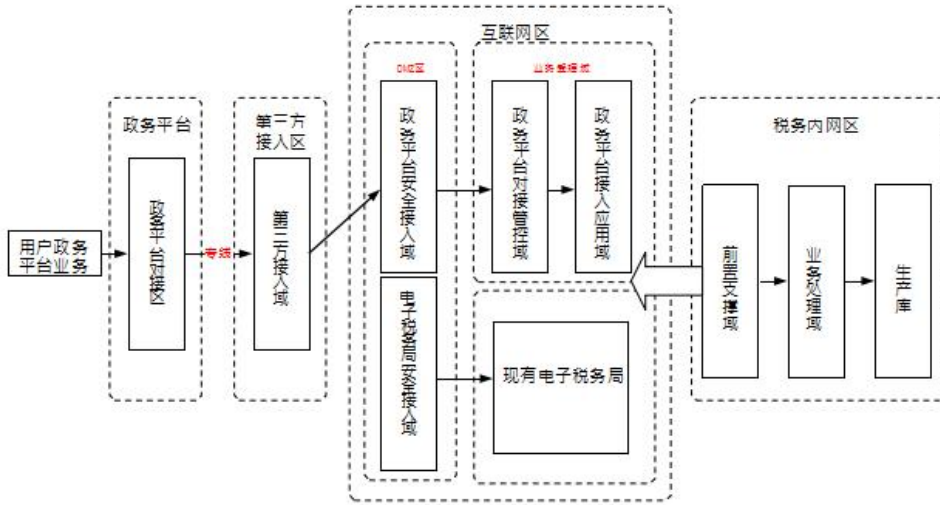 互联网区
DMZ区
业务管理域
政务平台
第三方
接入区
税务内网区
用户政务
平台业务
政务平台对接区
专线
第三方接入域
政务平台安全接入域
政务平台对接管控域
政务平台接入应用域
电子税务局安全接入域
现有电子税务局
前置支撑域
业务处理域
生产库